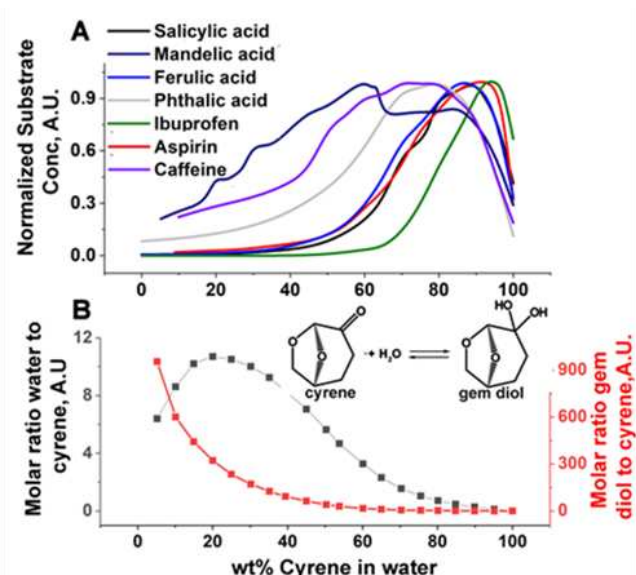 A
Salicylic acid
Mandelic acid
Ferulic acid
Phthalic acid
Ibuprofen
Aspirin
Caffeine
Normalized Substrate
Conc, A.U.
0.9
0.6
0.3
0.0
0 20 40 60 80 100
B
Molar ratio water to
cyrene, A.U
12
8
4
0
O
O
O
+ H2O
cyrene
HO
OH
O
O
gem diol
900
600
300
0
Molar ratio gem
diol to cyrene,A.U.
0 20 40 60 80 100
wt% Cyrene in water